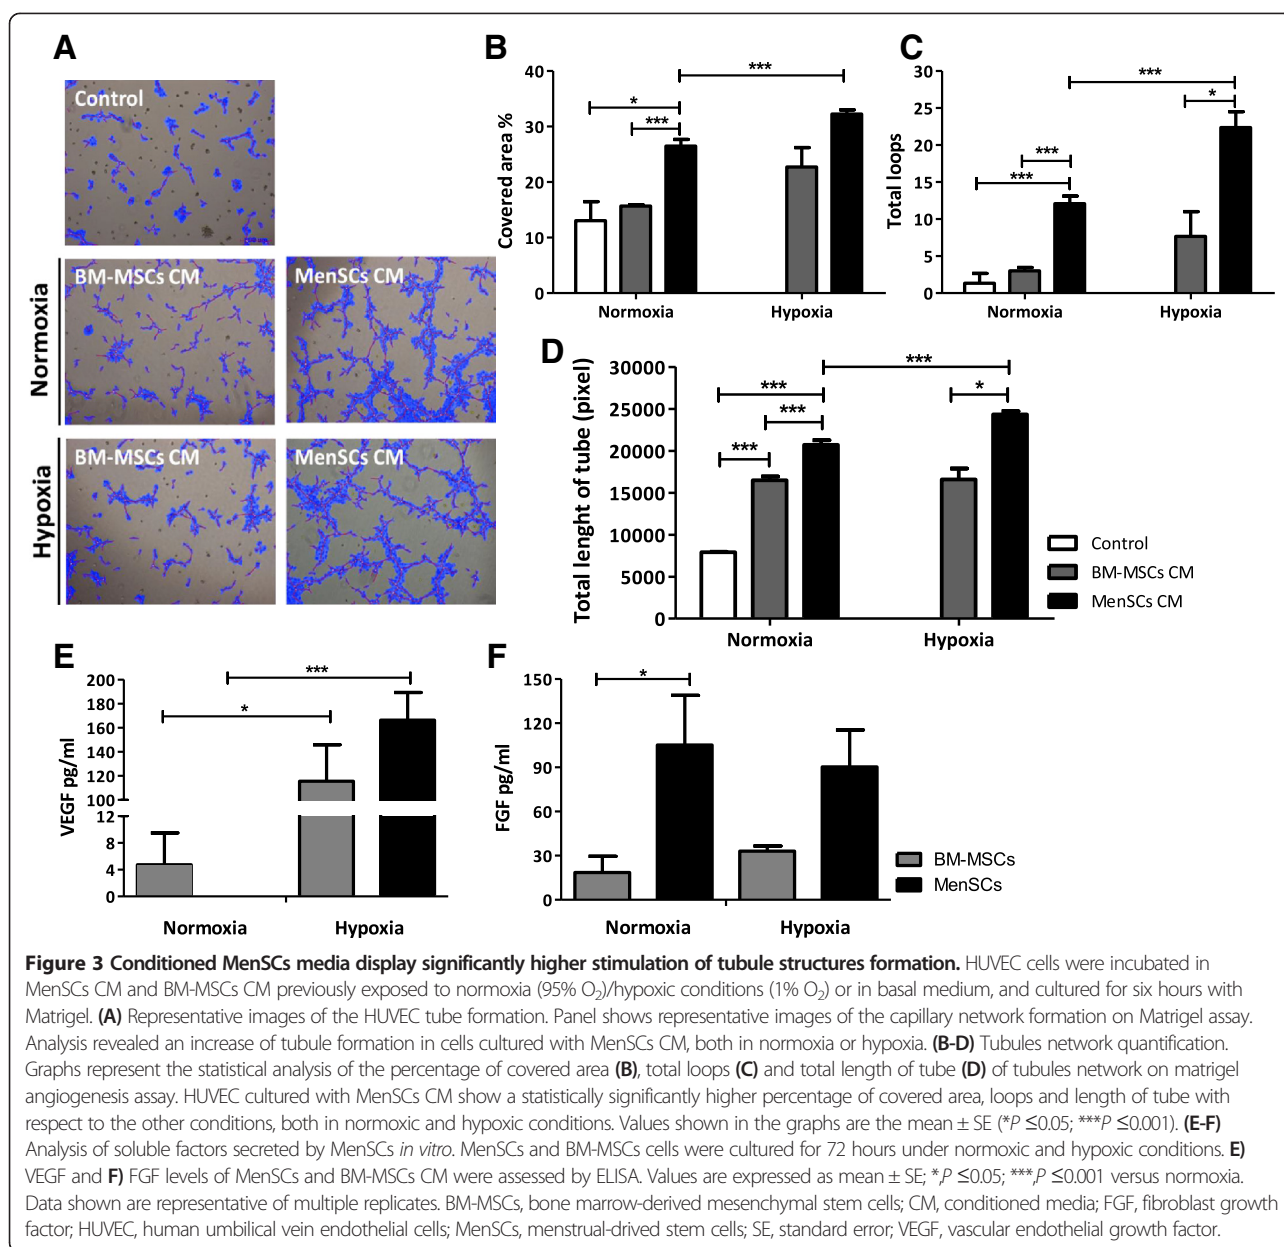 A
Control
Normoxia
BM-MSCs CM
MenSCs CM
Hypoxia
BM-MSCs CM
MenSCs CM
B
Covered area %
40
30
20
10
0
*
***
***
Normoxia
Hypoxia
C
Total loops
30
25
20
15
10
5
0
***
***
***
*
Normoxia
Hypoxia
D
Total lenght of tube (pixel)
30000
25000
20000
15000
10000
5000
0
***
***
***
***
*
Normoxia
Hypoxia
Control
BM-MSCs CM
MenSCs CM
E
VEGF pg/ml
200
180
160
140
120
100
12
8
4
0
***
*
Normoxia
Hypoxia
F
FGF pg/ml
150
120
90
60
30
0
*
Normoxia
Hypoxia
BM-MSCs
MenSCs
Figure 3 Conditioned MenSCs media display significantly higher stimulation of tubule structures formation. HUVEC cells were incubated in
MenSCs CM and BM-MSCs CM previously exposed to normoxia (95% O₂)/hypoxic conditions (1% O₂) or in basal medium, and cultured for six hours with
Matrigel. (A) Representative images of the HUVEC tube formation. Panel shows representative images of the capillary network formation on Matrigel assay.
Analysis revealed an increase of tubule formation in cells cultured with MenSCs CM, both in normoxia or hypoxia. (B-D) Tubules network quantification.
Graphs represent the statistical analysis of the percentage of covered area (B), total loops (C) and total length of tube (D) of tubules network on matrigel
angiogenesis assay. HUVEC cultured with MenSCs CM show a statistically significantly higher percentage of covered area, loops and length of tube with
respect to the other conditions, both in normoxic and hypoxic conditions. Values shown in the graphs are the mean ± SE (*P ≤0.05; ***P ≤0.001). (E-F)
Analysis of soluble factors secreted by MenSCs in vitro. MenSCs and BM-MSCs cells were cultured for 72 hours under normoxic and hypoxic conditions. E)
VEGF and F) FGF levels of MenSCs and BM-MSCs CM were assessed by ELISA. Values are expressed as mean ± SE; *,P ≤0.05; ***,P ≤0.001 versus normoxia.
Data shown are representative of multiple replicates. BM-MSCs, bone marrow-derived mesenchymal stem cells; CM, conditioned media; FGF, fibroblast growth
factor; HUVEC, human umbilical vein endothelial cells; MenSCs, menstrual-drived stem cells; SE, standard error; VEGF, vascular endothelial growth factor.